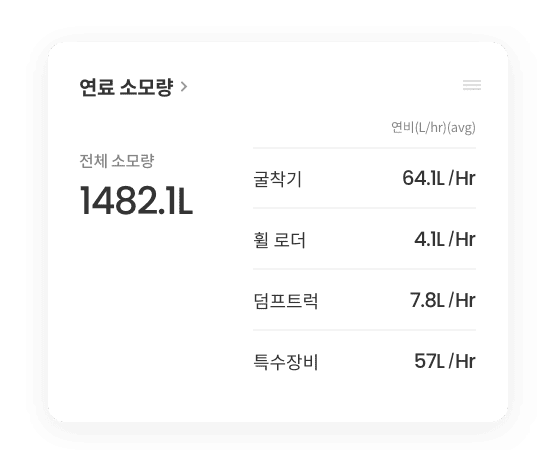 연료 소모량 >
연비(L/hr)(avg)
전체 소모량
1482.1L
굴착기 64.1L/Hr
휠 로더 4.1L/Hr
덤프트럭 7.8L/Hr
특수장비 57L/Hr